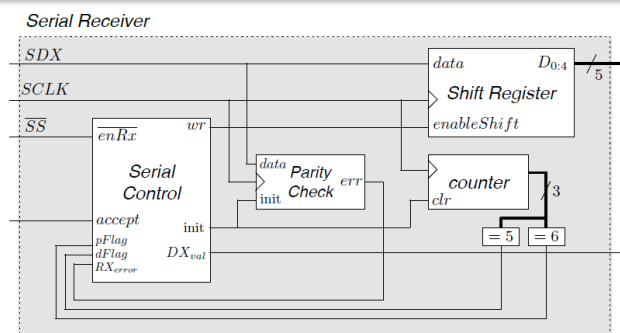 Serial Receiver
SDX
SCLK
SS
enRx
wr
Serial
Control
accept
init
pFlag
dFlag
DXval
RXerror
data
Parity
Check
err
init
data
D0:4
Shift Register
enableShift
5
counter
clr
3
= 5
= 6